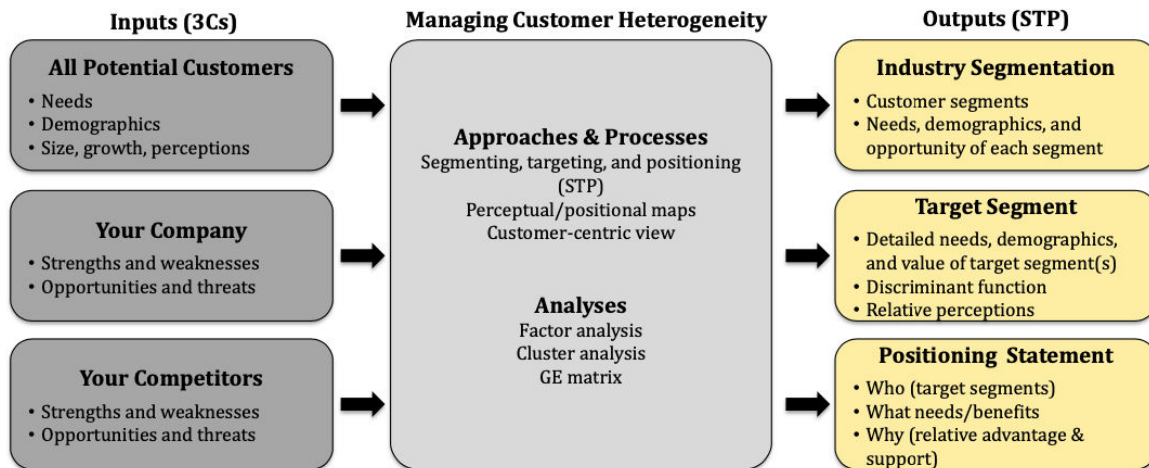 Inputs (3Cs)
All Potential Customers
• Needs
• Demographics
• Size, growth, perceptions
Your Company
• Strengths and weaknesses
• Opportunities and threats
Your Competitors
• Strengths and weaknesses
• Opportunities and threats
Managing Customer Heterogeneity
Approaches & Processes
Segmenting, targeting, and positioning
(STP)
Perceptual/positional maps
Customer-centric view
Analyses
Factor analysis
Cluster analysis
GE matrix
Outputs (STP)
Industry Segmentation
• Customer segments
• Needs, demographics, and
opportunity of each segment
Target Segment
• Detailed needs, demographics,
and value of target segment(s)
• Discriminant function
• Relative perceptions
Positioning Statement
• Who (target segments)
• What needs/benefits
• Why (relative advantage &
support)